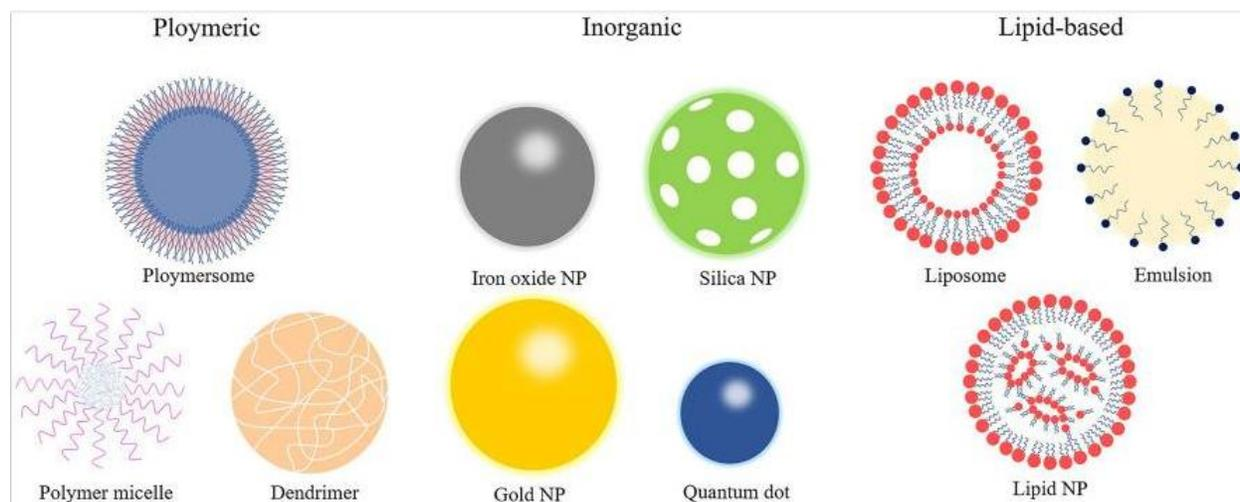 Ploymeric
Inorganic
Lipid-based
Ploymersome
Iron oxide NP
Silica NP
Liposome
Emulsion
Polymer micelle
Dendrimer
Gold NP
Quantum dot
Lipid NP